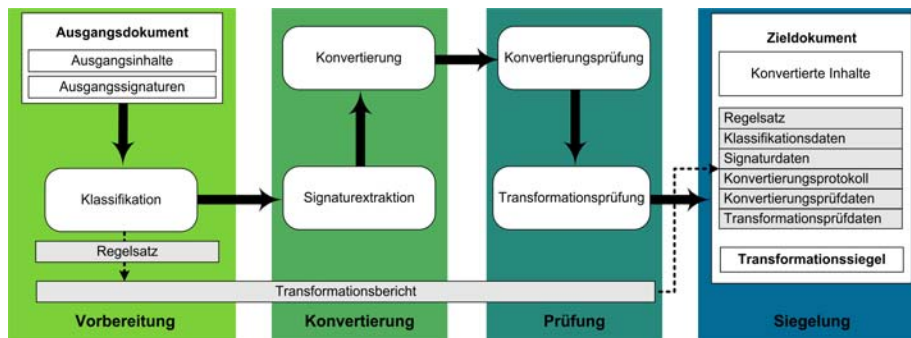 Ausgangsdokument
Ausgangsinhalte
Ausgangssignaturen
Klassifikation
Regelsatz
Konvertierung
Signaturextraktion
Konvertierungsprüfung
Transformationsprüfung
Zieldokument
Konvertierte Inhalte
Regelsatz
Klassifikationsdaten
Signaturdaten
Konvertierungsprotokoll
Konvertierungsprüfdaten
Transformationsprüfdaten
Transformationssiegel
Transformationsbericht
Vorbereitung
Konvertierung
Prüfung
Siegelung